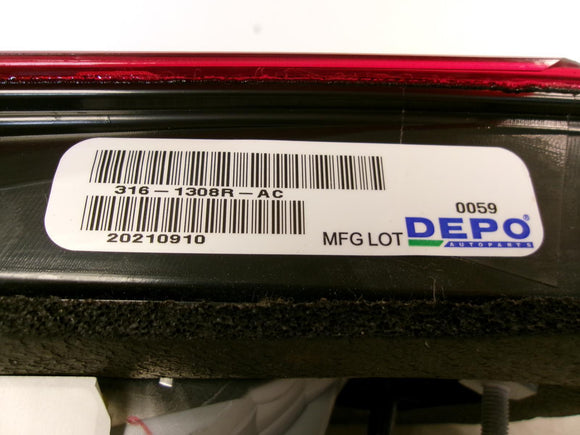 316-1308R-AC
0059
20210910
MFG LOT DEPO®
AUTOPARTS